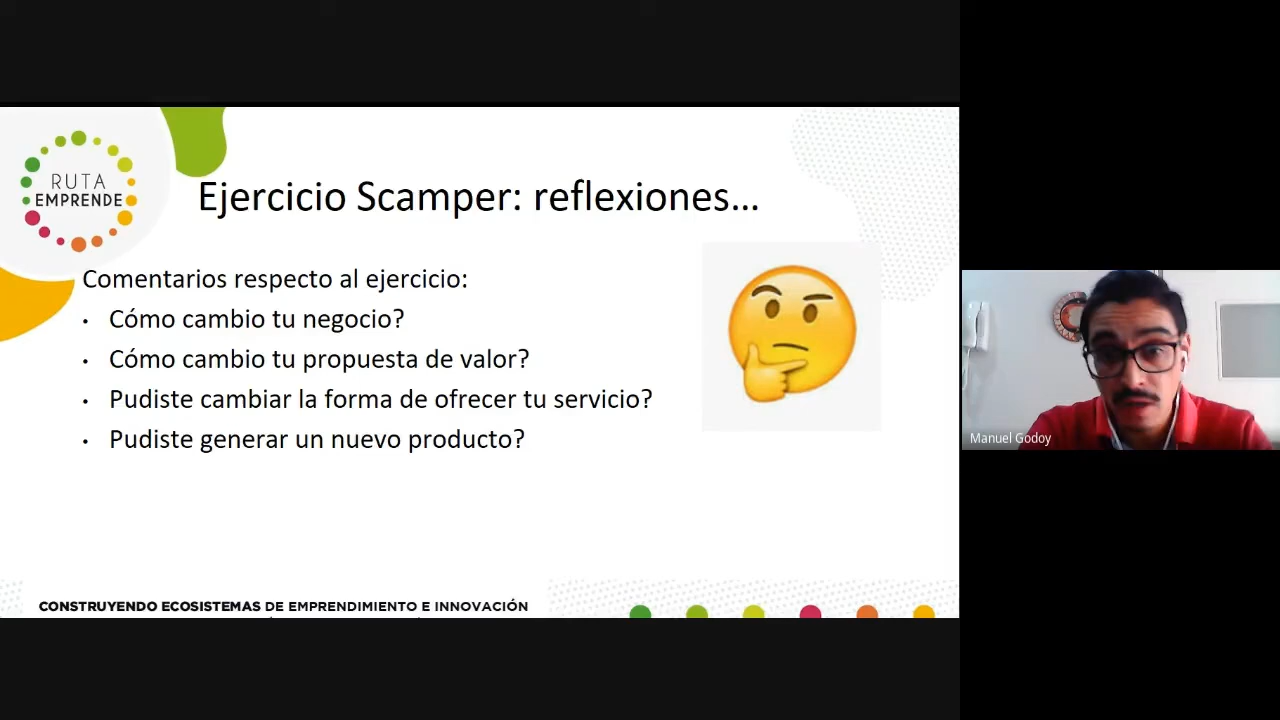 RUTA
EMPRENDE
Ejercicio Scamper: reflexiones...
Comentarios respecto al ejercicio:
• Cómo cambio tu negocio?
• Cómo cambio tu propuesta de valor?
• Pudiste cambiar la forma de ofrecer tu servicio?
• Pudiste generar un nuevo producto?
CONSTRUYENDO ECOSISTEMAS DE EMPRENDIMIENTO E INNOVACIÓN
Manuel Godoy